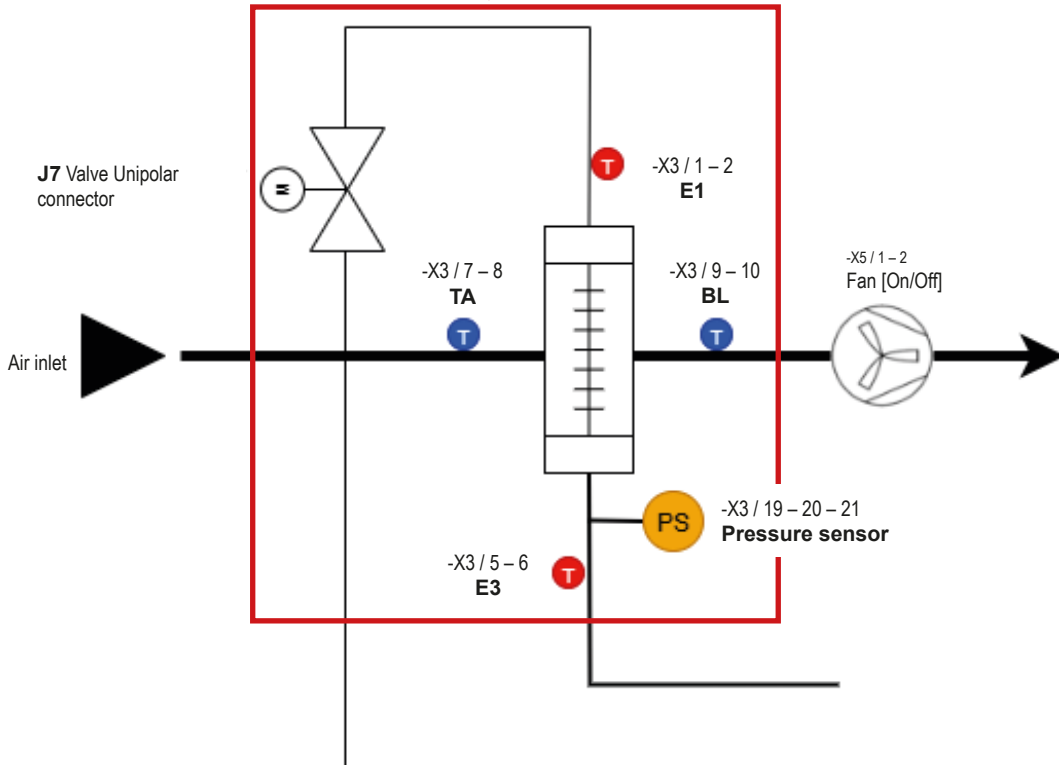 J7 Valve Unipolar
connector
M
T
-X3 / 1 – 2
E1
-X3 / 7 – 8
TA
T
-X3 / 9 – 10
BL
T
-X5 / 1 – 2
Fan [On/Off]
Air inlet
PS
-X3 / 19 – 20 – 21
Pressure sensor
-X3 / 5 – 6
E3
T